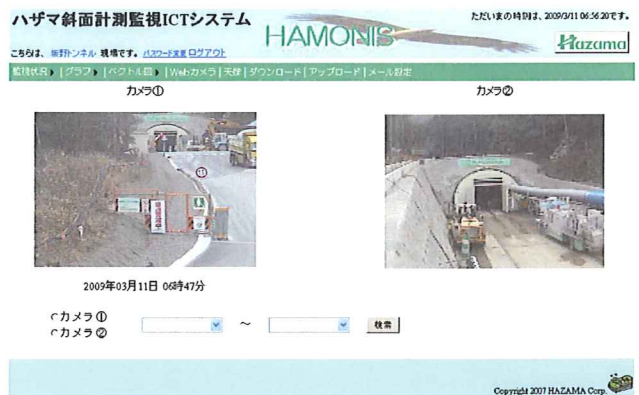 ハザマ斜面計測監視ICTシステム
HAMONIS
ただいまの時刻は、2009/3/11 06:56:20です。
Hazama
こちらは、坂野トンネル 現場です。 パスワード変更 ログアウト
監視状況 | グラフ | ベクトル図 | Webカメラ | 天候 | ダウンロード | アップロード | メール設定
カメラ① カメラ②
2009年03月11日 06時47分
カメラ①
カメラ②
～
検索
Copyright 2007 HAZAMA Corp.